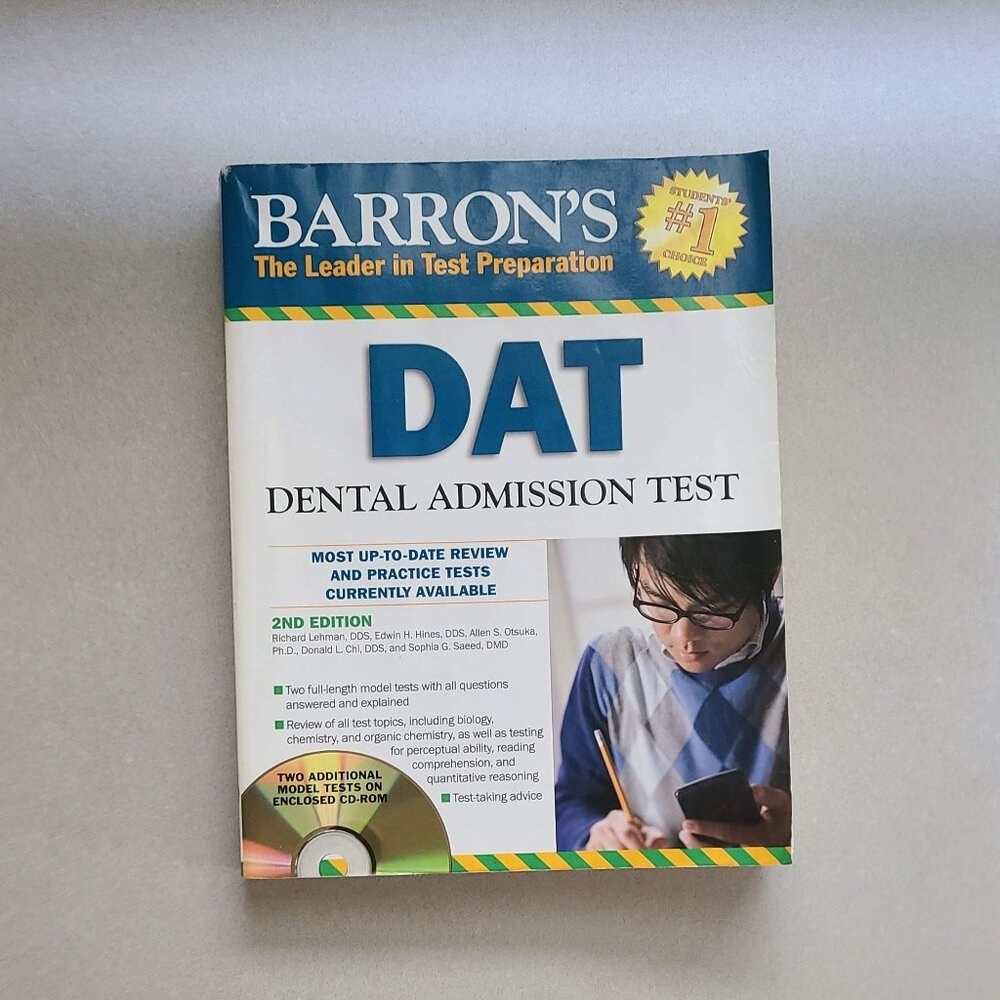 BARRON'S
The Leader in Test Preparation
STUDENTS'
#1
CHOICE
DAT
DENTAL ADMISSION TEST
MOST UP-TO-DATE REVIEW
AND PRACTICE TESTS
CURRENTLY AVAILABLE
2ND EDITION
Richard Lehman, DDS, Edwin H. Hines, DDS, Allen S. Otsuka,
Ph.D., Donald L. Chi, DDS, and Sophia G. Saeed, DMD
Two full-length model tests with all questions
answered and explained
Review of all test topics, including biology,
chemistry, and organic chemistry, as well as testing
for perceptual ability, reading
comprehension, and
quantitative reasoning
Test-taking advice
TWO ADDITIONAL
MODEL TESTS ON
ENCLOSED CD-ROM